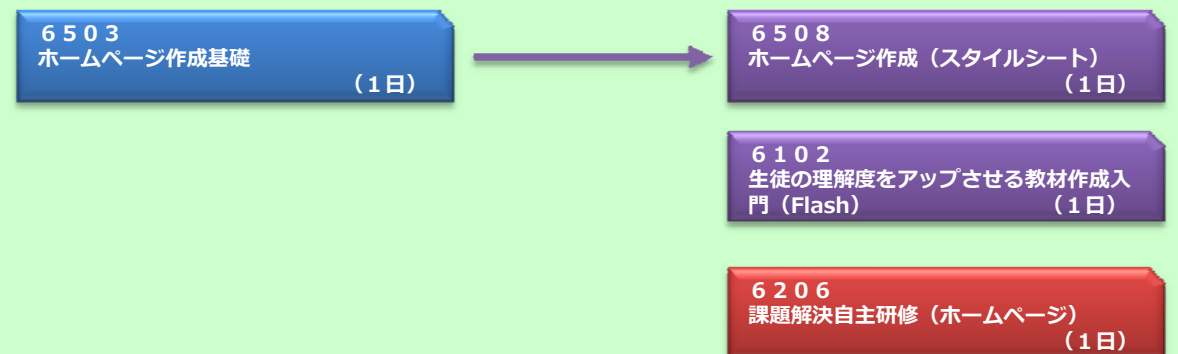 ６５０３
ホームページ作成基礎
（１日）
６５０８
ホームページ作成（スタイルシート）
（１日）
６１０２
生徒の理解度をアップさせる教材作成入
門（Flash） （１日）
６２０６
課題解決自主研修（ホームページ）
（１日）